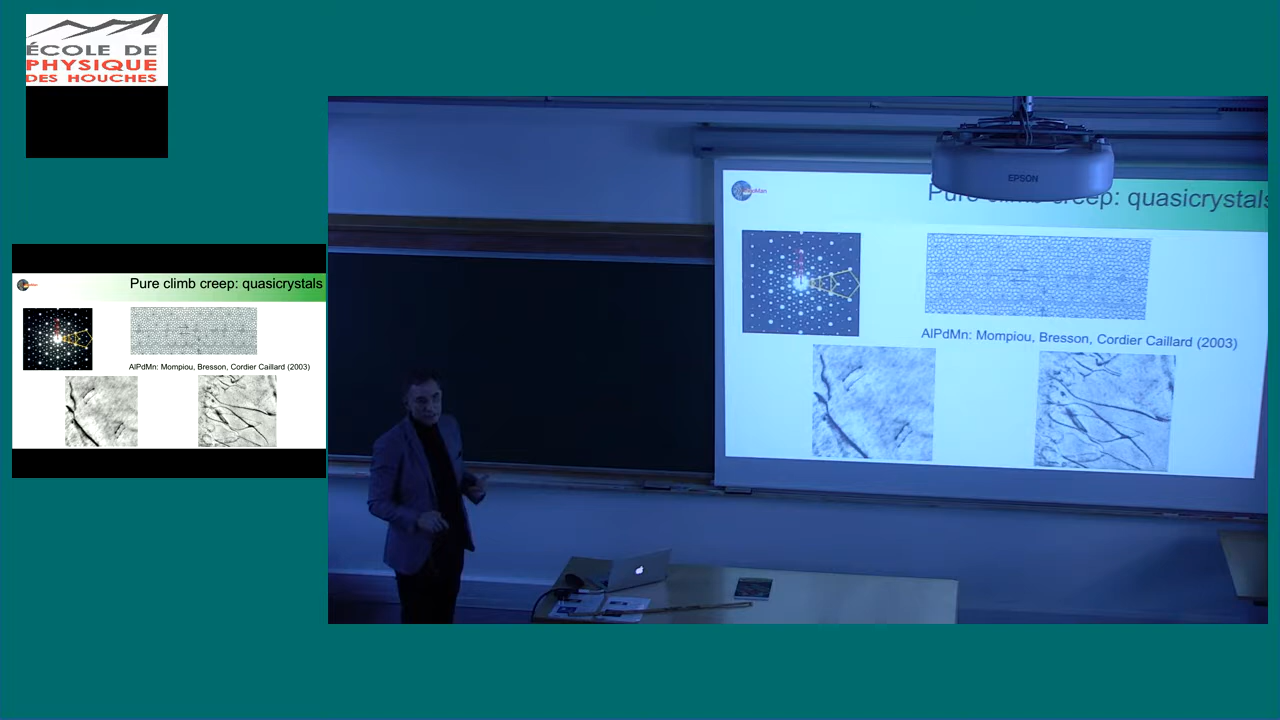 ÉCOLE DE
PHYSIQUE
DES HOUCHES
Pure climb creep: quasicrystals
AlPdMn: Mompiou, Bresson, Cordier Caillard (2003)
EPSON
Pure climb creep: quasicrystals
AlPdMn: Mompiou, Bresson, Cordier Caillard (2003)